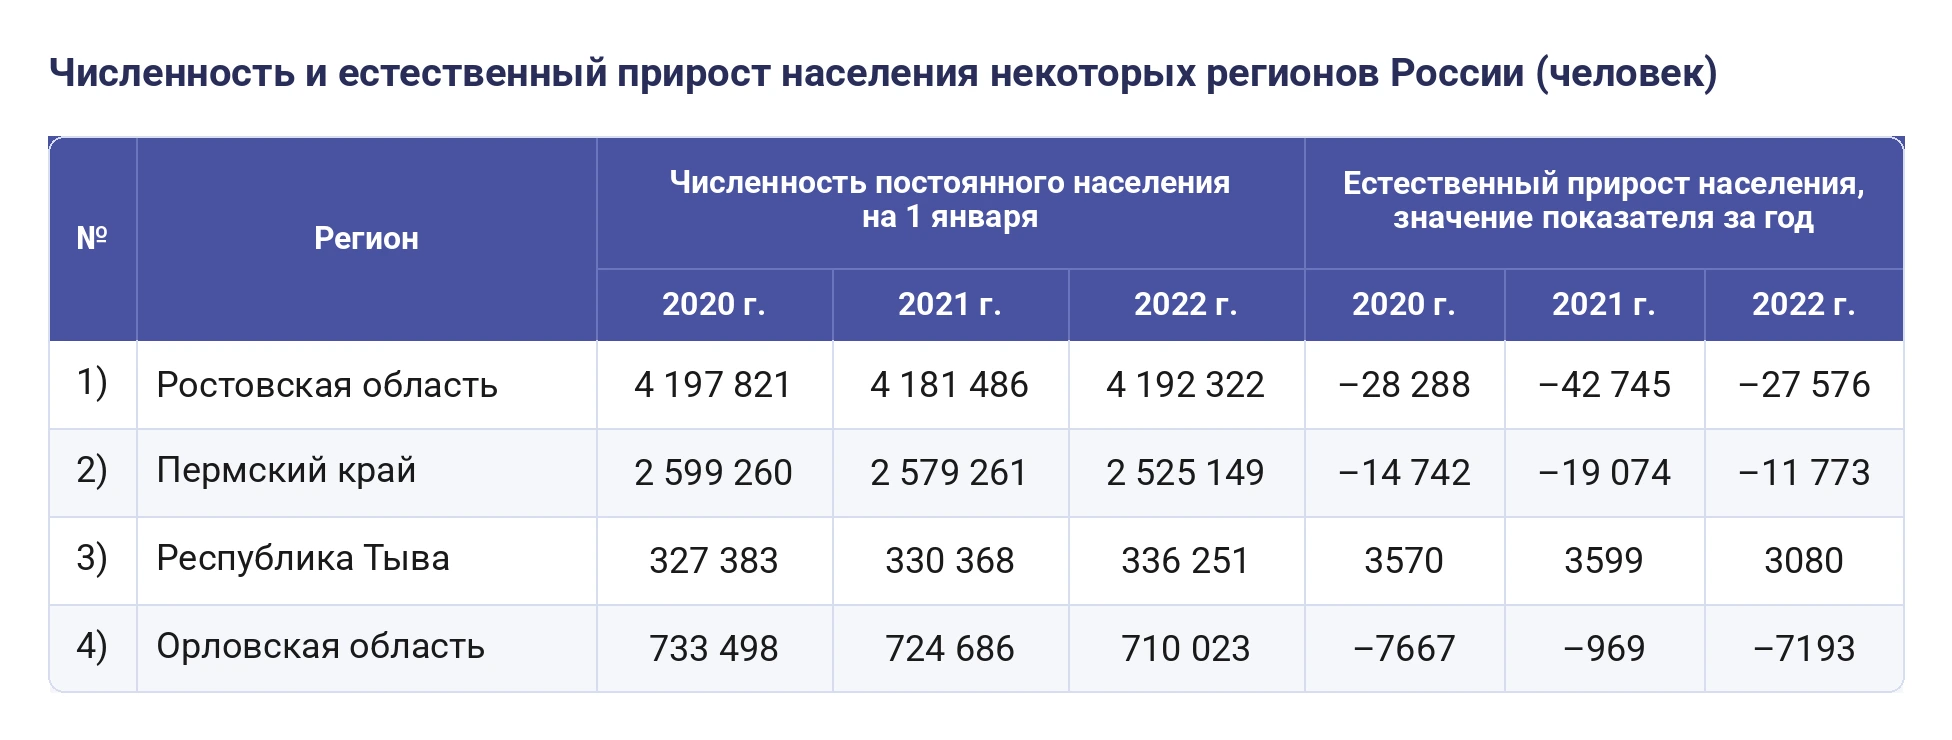 Численность и естественный прирост населения некоторых регионов России (человек)
№
Регион
Численность постоянного населения
на 1 января
Естественный прирост населения,
значение показателя за год
2020 г. 2021 г. 2022 г. 2020 г. 2021 г. 2022 г.
1) Ростовская область 4 197 821 4 181 486 4 192 322 −28 288 −42 745 −27 576
2) Пермский край 2 599 260 2 579 261 2 525 149 −14 742 −19 074 −11 773
3) Республика Тыва 327 383 330 368 336 251 3570 3599 3080
4) Орловская область 733 498 724 686 710 023 −7667 −969 −7193